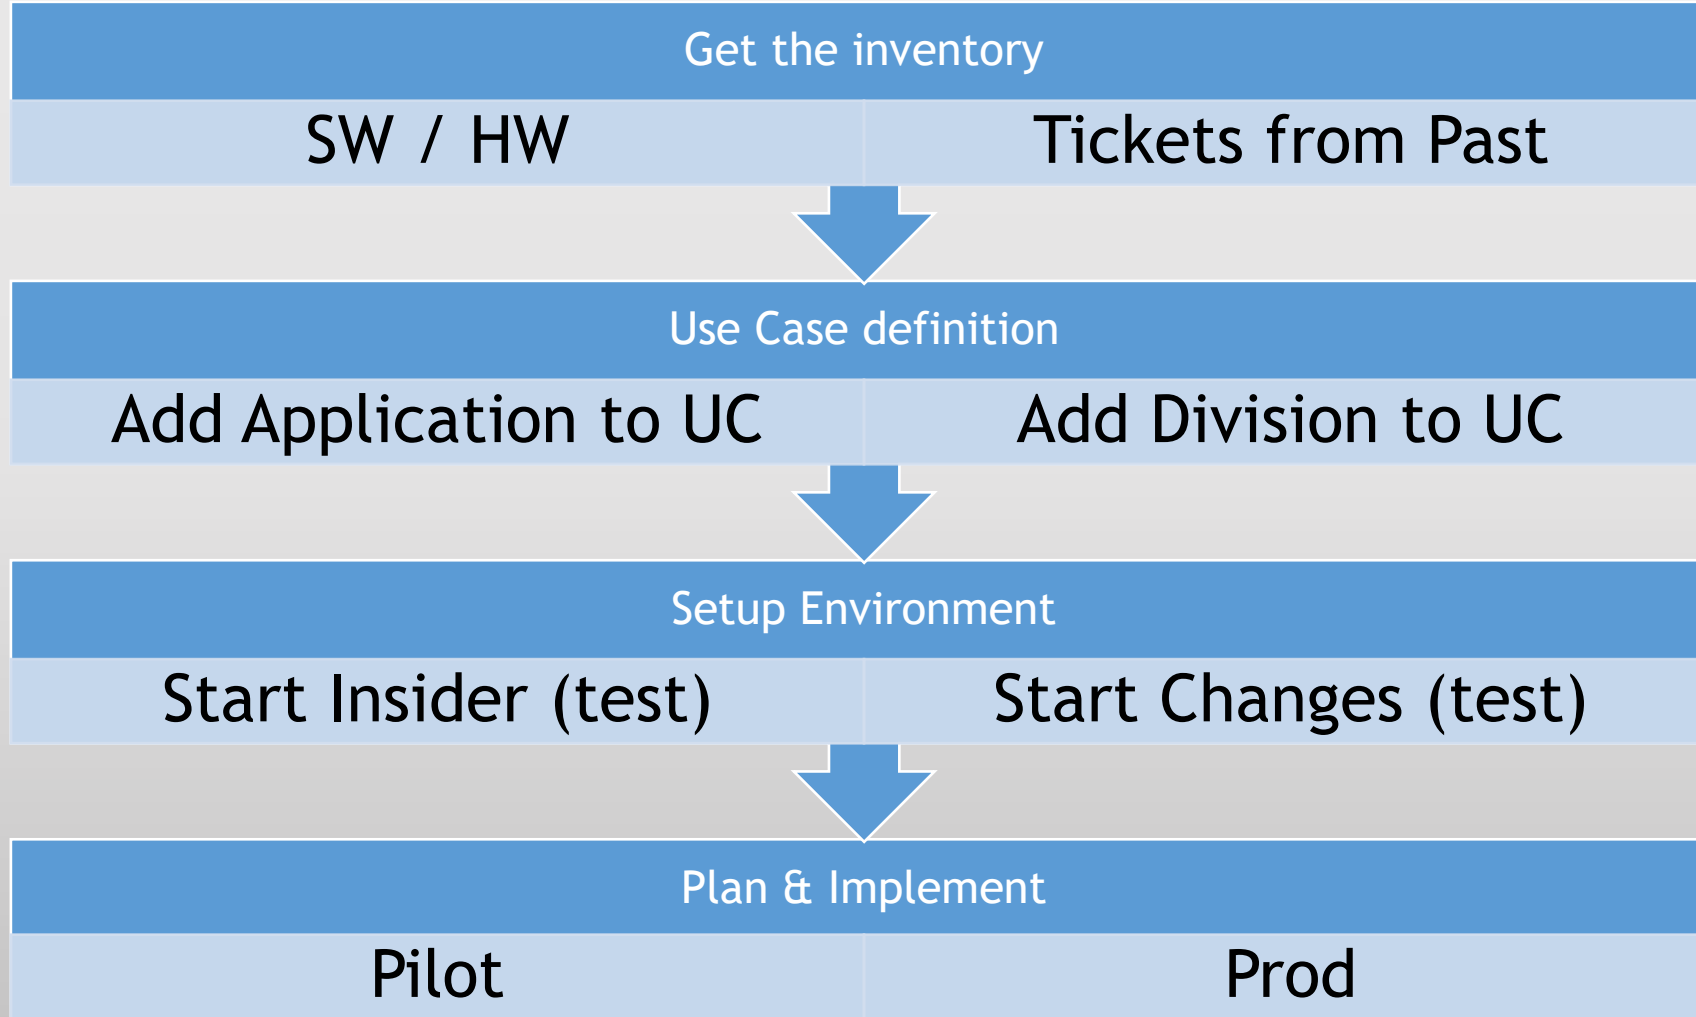 Get the inventory
SW / HW
Tickets from Past
Use Case definition
Add Application to UC
Add Division to UC
Setup Environment
Start Insider (test)
Start Changes (test)
Plan & Implement
Pilot
Prod